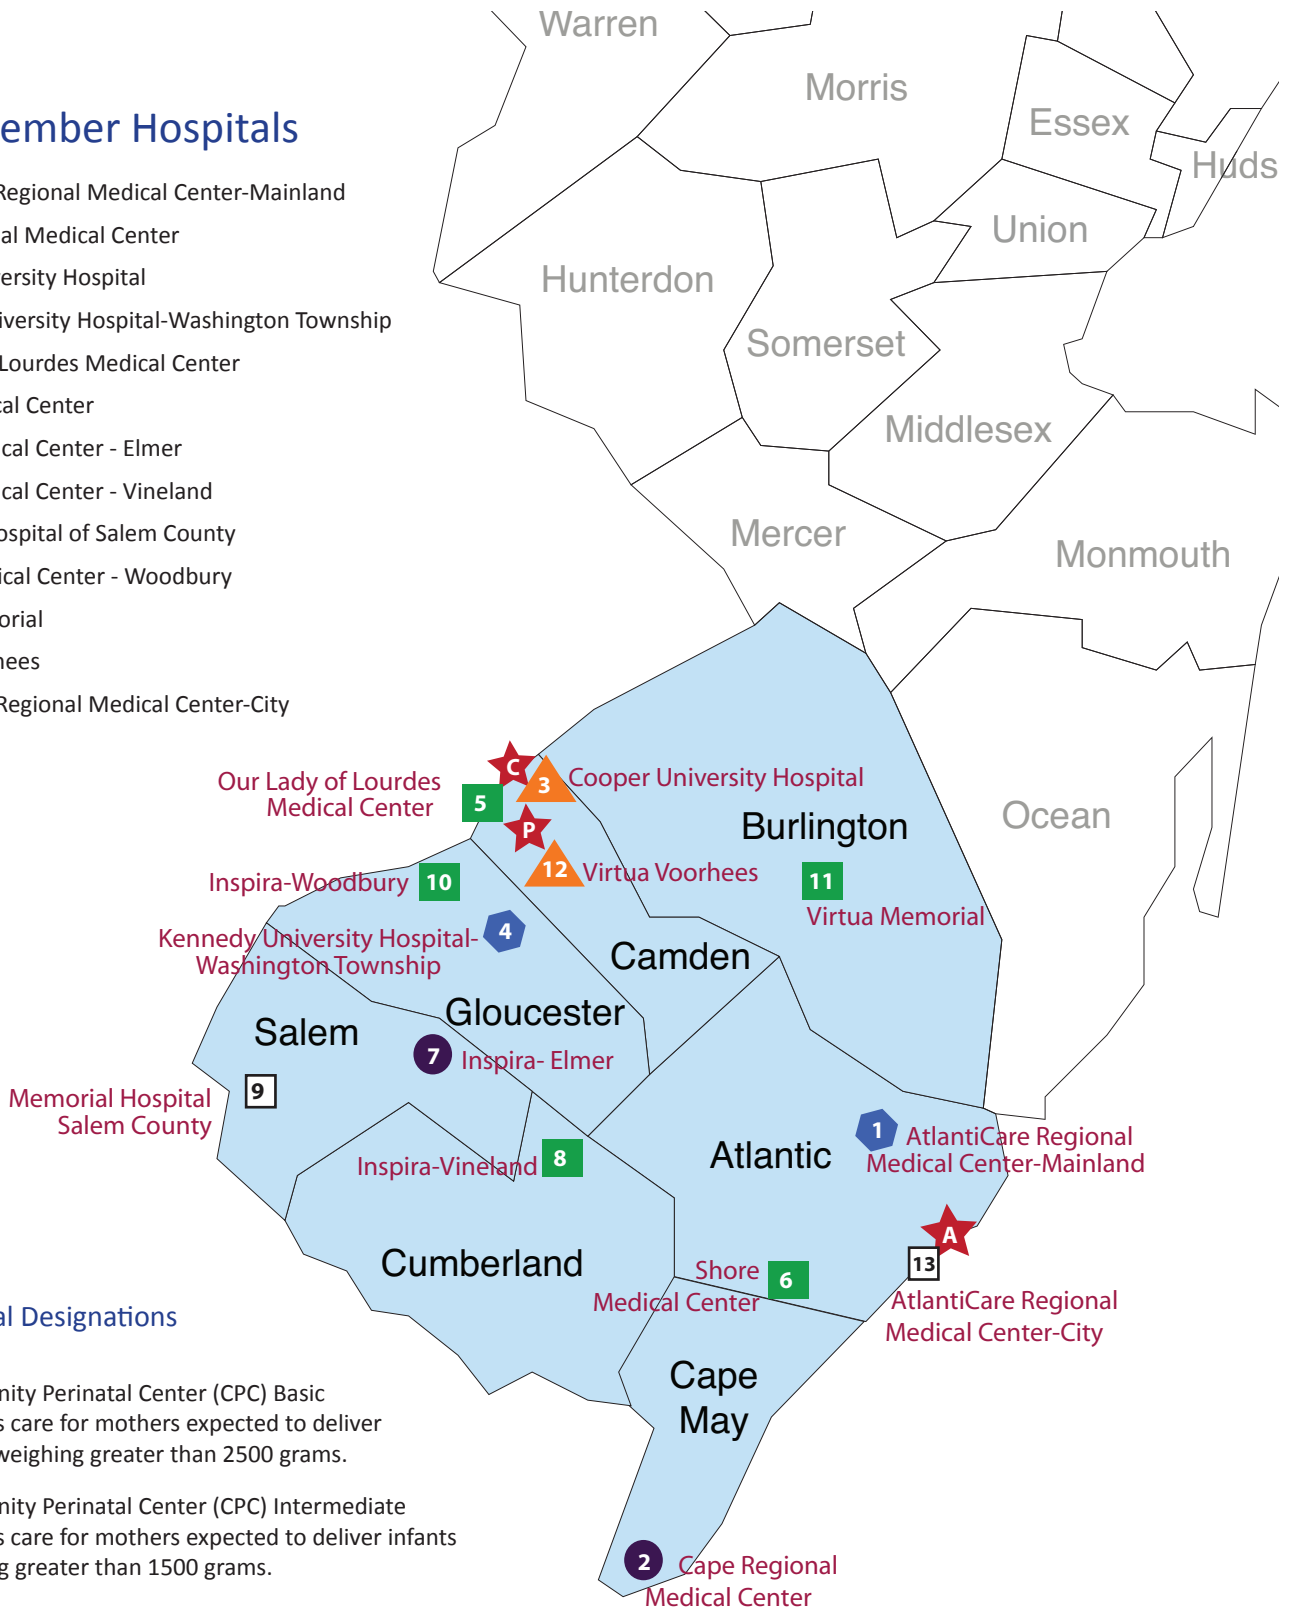 Warren
Morris
Essex
Huds
ember Hospitals
Regional Medical Center-Mainland
al Medical Center
ersity Hospital
iversity Hospital-Washington Township
Lourdes Medical Center
cal Center
ical Center - Elmer
ical Center - Vineland
ospital of Salem County
ical Center - Woodbury
orial
hees
Regional Medical Center-City
Union
Hunterdon
Somerset
Middlesex
Mercer
Monmouth
Ocean
C
3 Cooper University Hospital
Our Lady of Lourdes
Medical Center
5
P
12 Virtua Voorhees
Burlington
11
Virtua Memorial
Inspira-Woodbury 10
Kennedy University Hospital-
Washington Township
4
Camden
Gloucester
Salem
7 Inspira- Elmer
9
Memorial Hospital
Salem County
1 AtlantiCare Regional
Medical Center-Mainland
Atlantic
Inspira-Vineland 8
A
13
AtlantiCare Regional
Medical Center-City
Cumberland
Shore
Medical Center
6
Cape
May
2 Cape Regional
Medical Center
al Designations
nity Perinatal Center (CPC) Basic
s care for mothers expected to deliver
weighing greater than 2500 grams.
nity Perinatal Center (CPC) Intermediate
s care for mothers expected to deliver infants
g greater than 1500 grams.